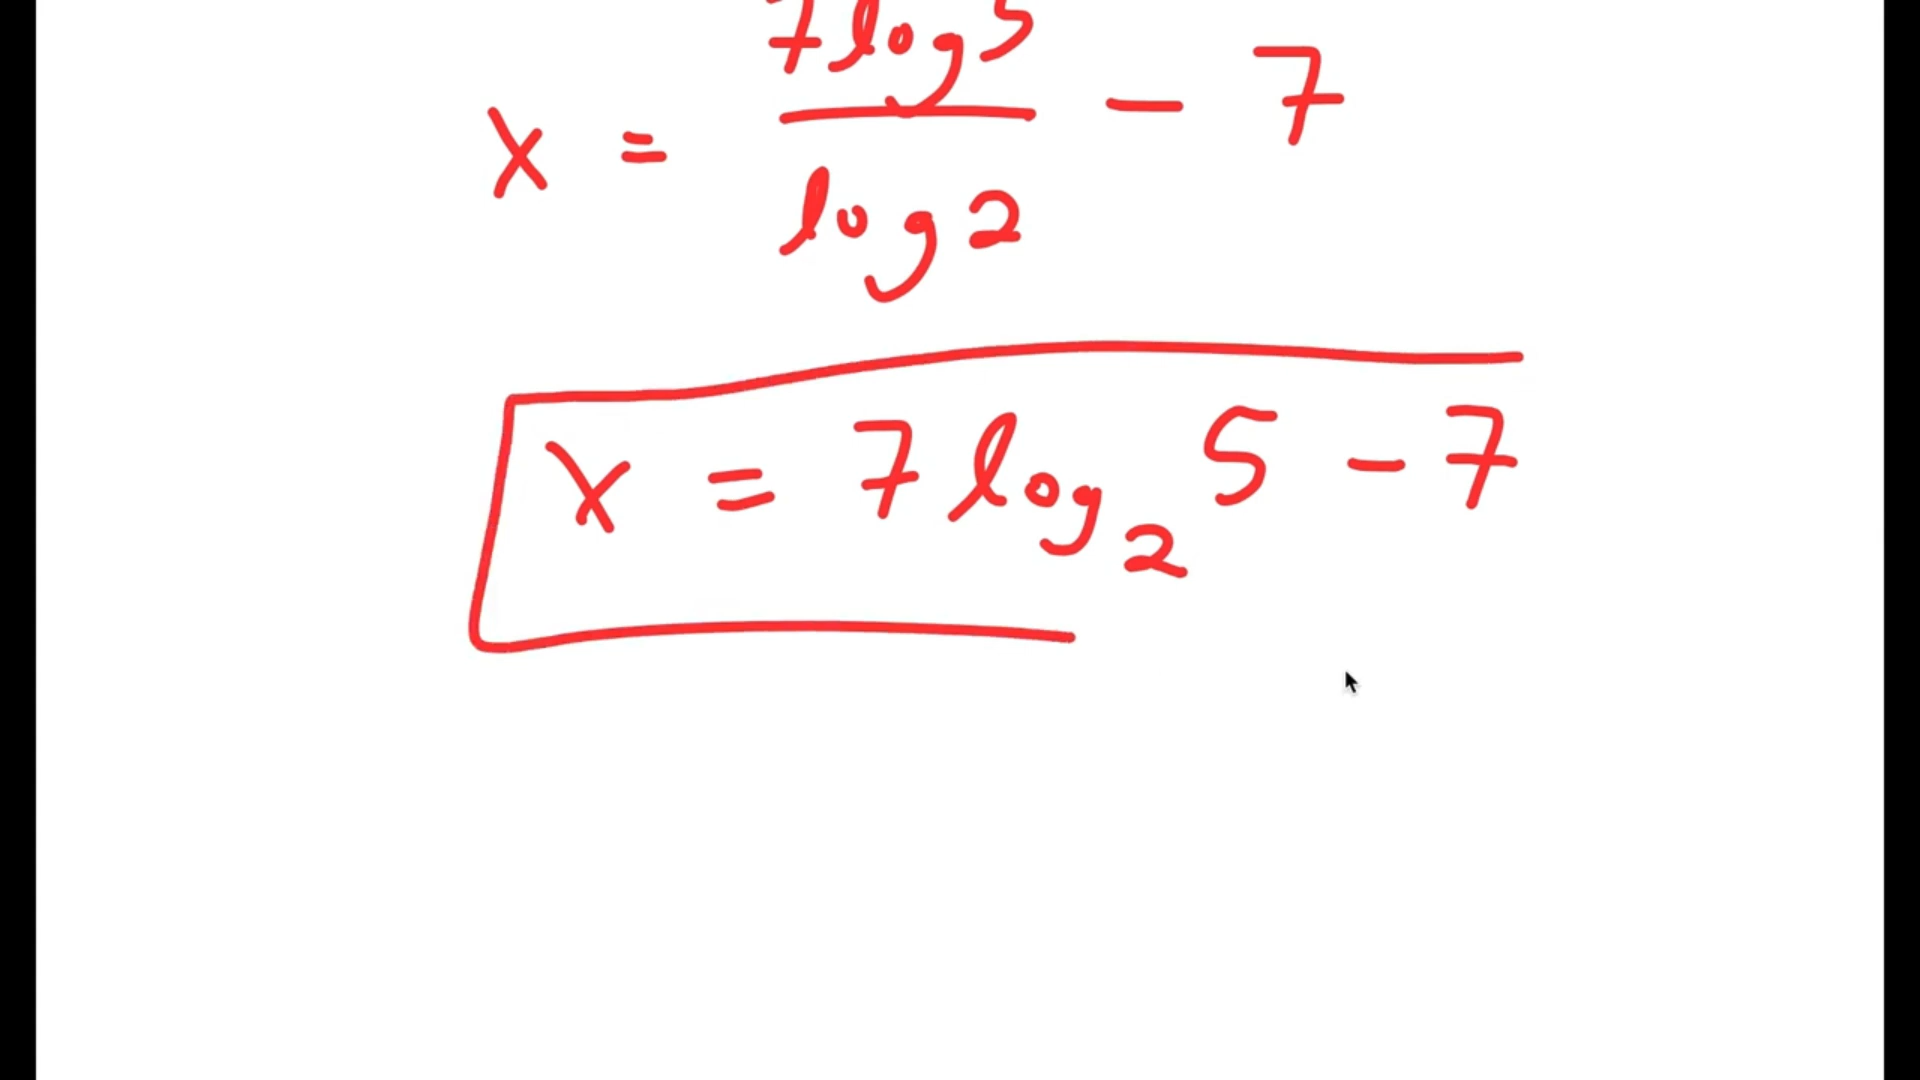 x = 7log5 / log2 - 7
x = 7log₂5 - 7